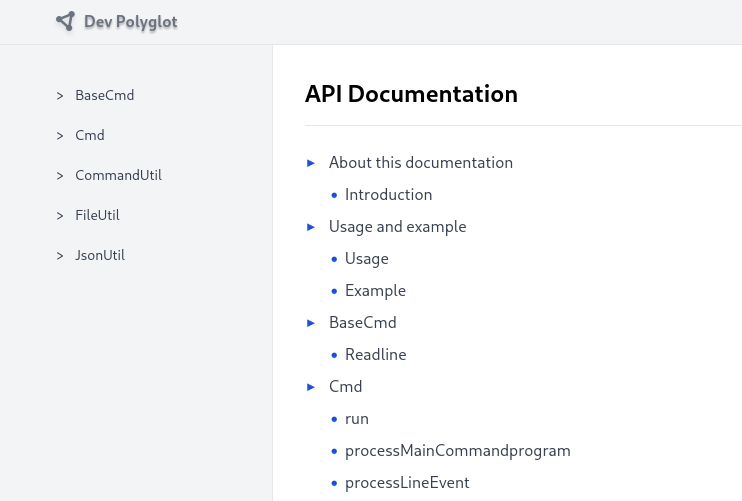 Dev Polyglot
> BaseCmd
> Cmd
> CommandUtil
> FileUtil
> JsonUtil
API Documentation
► About this documentation
• Introduction
► Usage and example
• Usage
• Example
► BaseCmd
• Readline
► Cmd
• run
• processMainCommandprogram
• processLineEvent